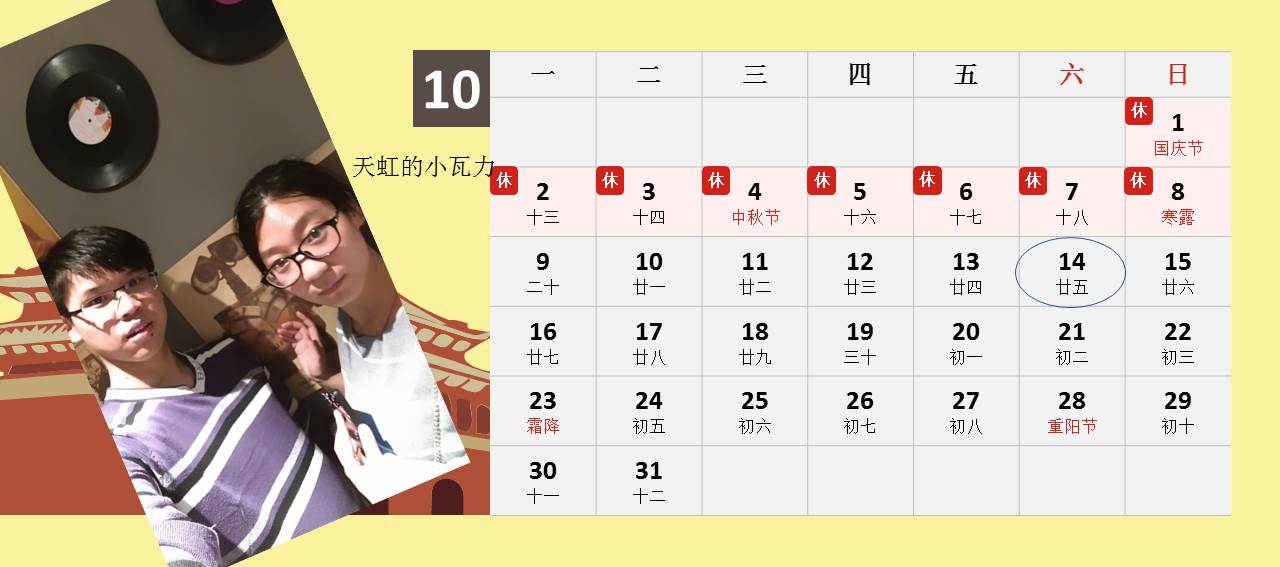 10
天虹的小瓦力
一 二 三 四 五 六 日
休 1
国庆节
休 2 休 3 休 4 休 5 休 6 休 7 休 8
十三 十四 中秋节 十六 十七 十八 寒露
9 10 11 12 13 14 15
二十 廿一 廿二 廿三 廿四 廿五 廿六
16 17 18 19 20 21 22
廿七 廿八 廿九 三十 初一 初二 初三
23 24 25 26 27 28 29
霜降 初五 初六 初七 初八 重阳节 初十
30 31
十一 十二